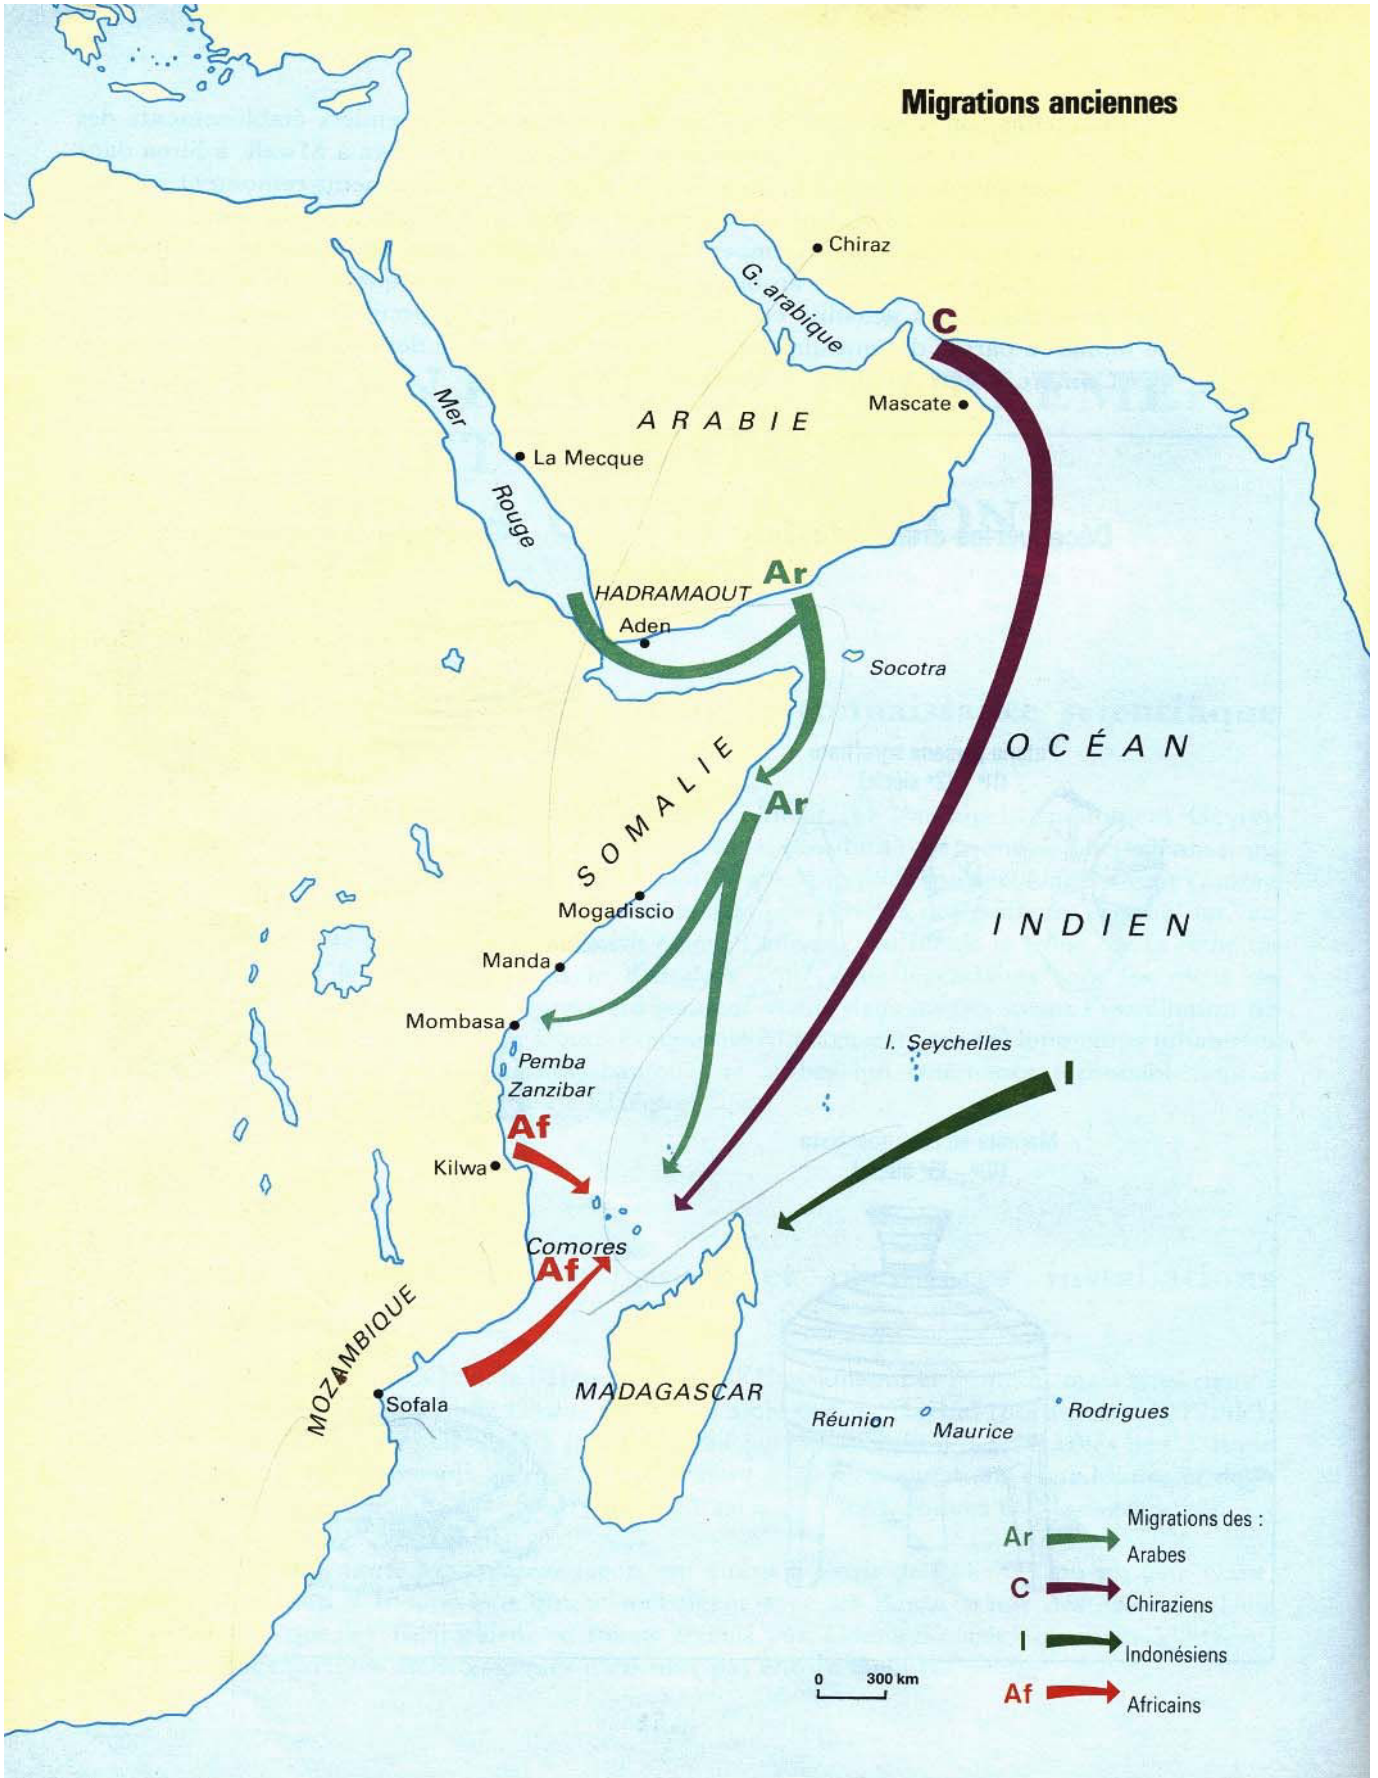 Migrations anciennes
Chiraz
G. arabique
C
Mer
Rouge
ARABIE
Mascate
La Mecque
Ar
HADRAMAOUT
Aden
Socotra
OCÉAN
INDIEN
SOMALIE
Ar
Mogadiscio
Manda
Mombasa
Pemba
Zanzibar
I. Seychelles
I
Af
Kilwa
Comores
Af
MOZAMBIQUE
Sofala
MADAGASCAR
Réunion
Maurice
Rodrigues
Migrations des :
Ar Arabes
C Chiraziens
I Indonésiens
Af Africains
0 300 km